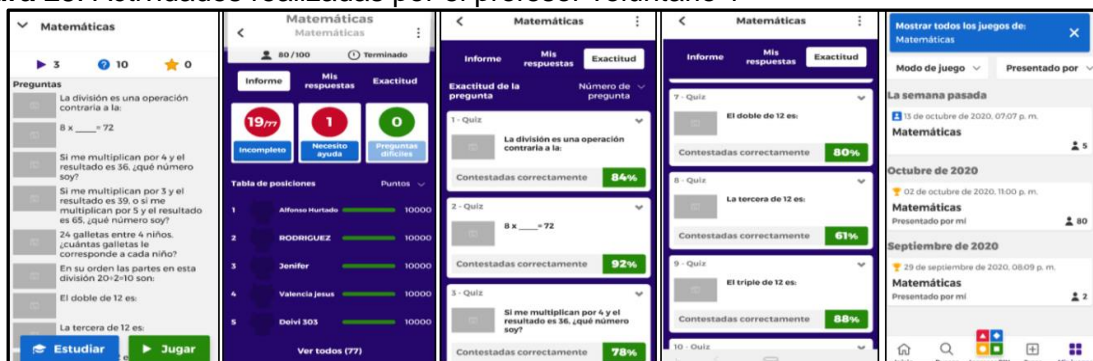 Matemáticas
3 10 0
Preguntas
La división es una operación
contraria a la:
8 x ____= 72
Si me multiplican por 4 y el
resultado es 36, ¿qué número
soy?
Si me multiplican por 3 y el
resultado es 39, o si me
multiplican por 5 y el resultado
es 65, ¿qué número soy?
24 galletas entre 4 niños,
¿cuántas galletas le
corresponde a cada niño?
En su orden las partes en esta
división 20÷2=10 son:
El doble de 12 es:
La tercera de 12 es:
Estudiar
Jugar
Matemáticas
Matemáticas
80/100 Terminado
Informe
Mis
respuestas
Exactitud
19/77
Incompleto
1
Necesito
ayuda
0
Preguntas
difíciles
Tabla de posiciones Puntos
1 Alfonso Hurtado 10000
2 RODRIGUEZ 10000
3 Jenifer 10000
4 Valencia jesus 10000
5 Deivi 303 10000
Ver todos (77)
Matemáticas
Informe
Mis
respuestas
Exactitud
Exactitud de la
pregunta
Número de
pregunta
1 - Quiz
La división es una operación
contraria a la:
Contestadas correctamente 84%
2 - Quiz
8 x ____= 72
Contestadas correctamente 92%
3 - Quiz
Si me multiplican por 4 y el
resultado es 36, ¿qué número
soy?
Contestadas correctamente 78%
Matemáticas
Informe
Mis
respuestas
Exactitud
7 - Quiz
El doble de 12 es:
Contestadas correctamente 80%
8 - Quiz
La tercera de 12 es:
Contestadas correctamente 61%
9 - Quiz
El triple de 12 es:
Contestadas correctamente 88%
10 - Quiz
Mostrar todos los juegos de:
Matemáticas
Modo de juego
Presentado por
La semana pasada
13 de octubre de 2020, 07:07 p. m.
Matemáticas
5
Octubre de 2020
02 de octubre de 2020, 11:00 p. m.
Matemáticas
Presentado por mí 80
Septiembre de 2020
29 de septiembre de 2020, 08:09 p. m.
Matemáticas
Presentado por mí 2